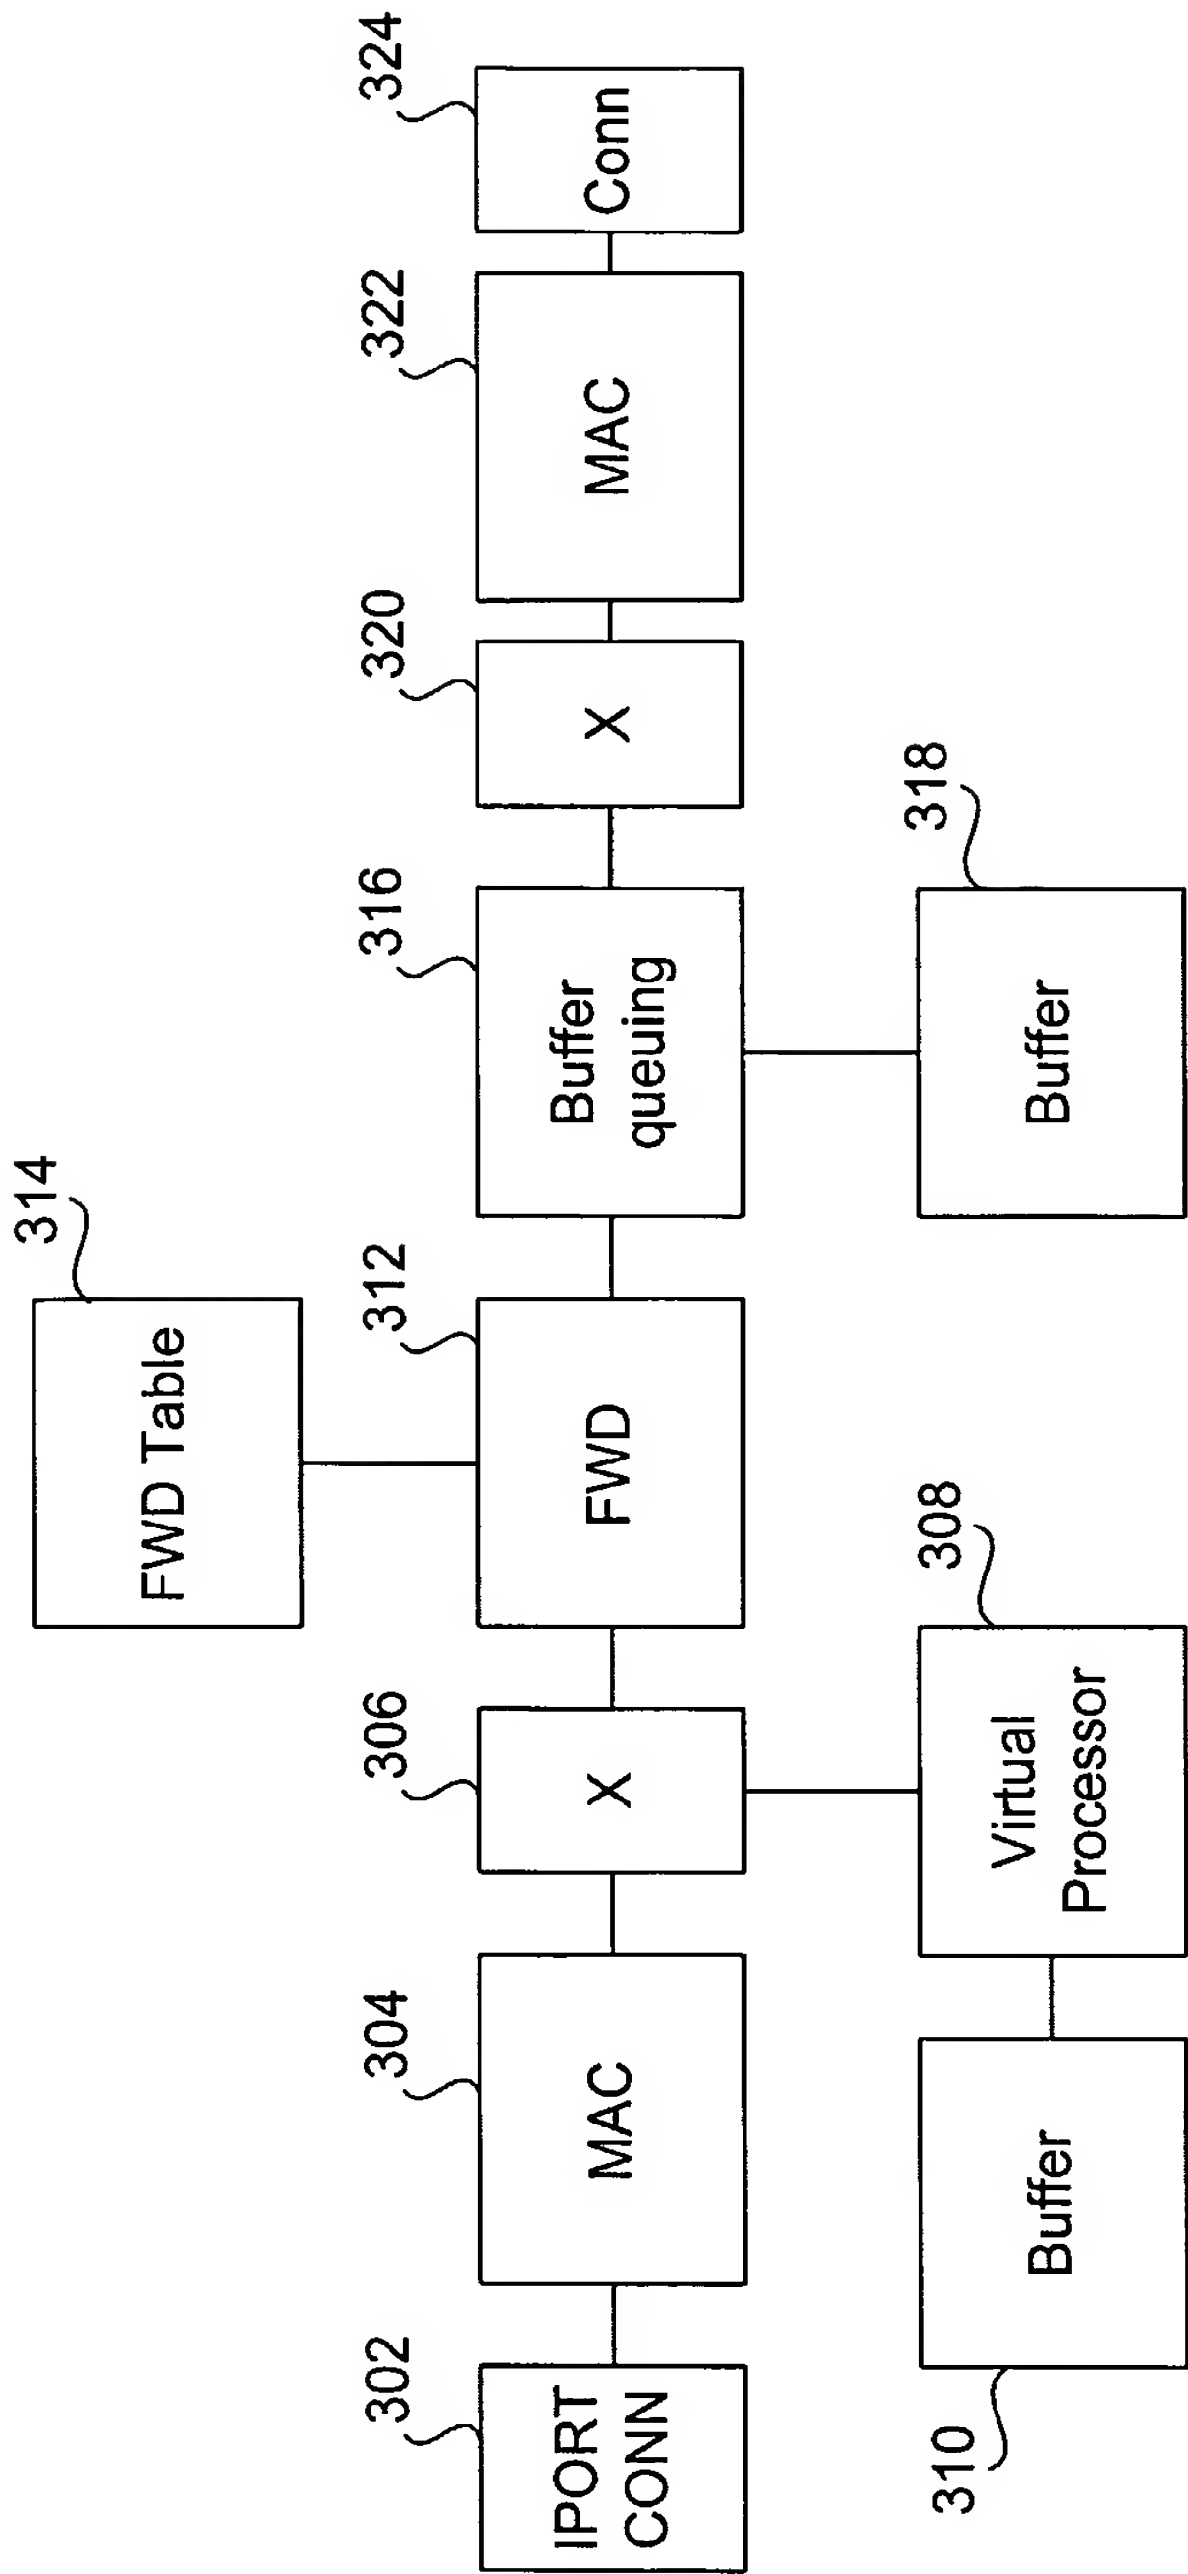 314
FWD Table
302
IPORT
CONN
304
MAC
306
X
312
FWD
316
Buffer
queuing
320
X
322
MAC
324
Conn
310
Buffer
308
Virtual
Processor
318
Buffer